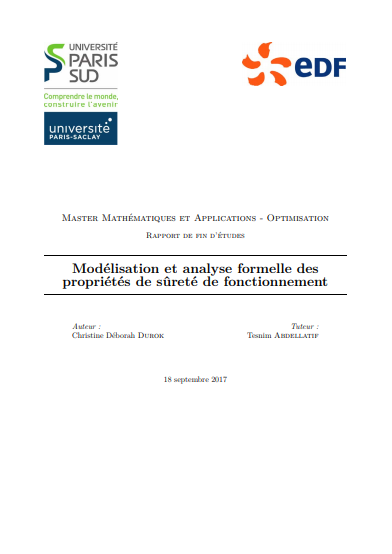 UNIVERSITÉ
PARIS
SUD
Comprendre le monde,
construire l'avenir
université
PARIS-SACLAY
edf
Master Mathématiques et Applications - Optimisation
Rapport de fin d'études
Modélisation et analyse formelle des
propriétés de sûreté de fonctionnement
Auteur :
Christine Déborah Durok
Tuteur :
Tesnim Abdellatif
18 septembre 2017